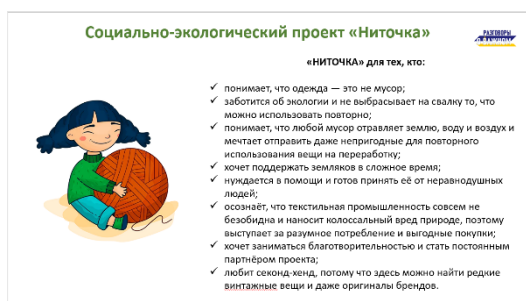 Социально-экологический проект «Ниточка»
РАЗГОВОРЫ
О ВАЖНОМ
«НИТОЧКА» для тех, кто:
✓ понимает, что одежда — это не мусор;
✓ заботится об экологии и не выбрасывает на свалку то, что
можно использовать повторно;
✓ понимает, что любой мусор отравляет землю, воду и воздух и
мечтает отправить даже непригодные для повторного
использования вещи на переработку;
✓ хочет поддержать земляков в сложное время;
✓ нуждается в помощи и готов принять её от неравнодушных
людей;
✓ осознаёт, что текстильная промышленность совсем не
безобидна и наносит колоссальный вред природе, поэтому
выступает за разумное потребление и выгодные покупки;
✓ хочет заниматься благотворительностью и стать постоянным
партнёром проекта;
✓ любит секонд-хенд, потому что здесь можно найти редкие
винтажные вещи и даже оригиналы брендов.